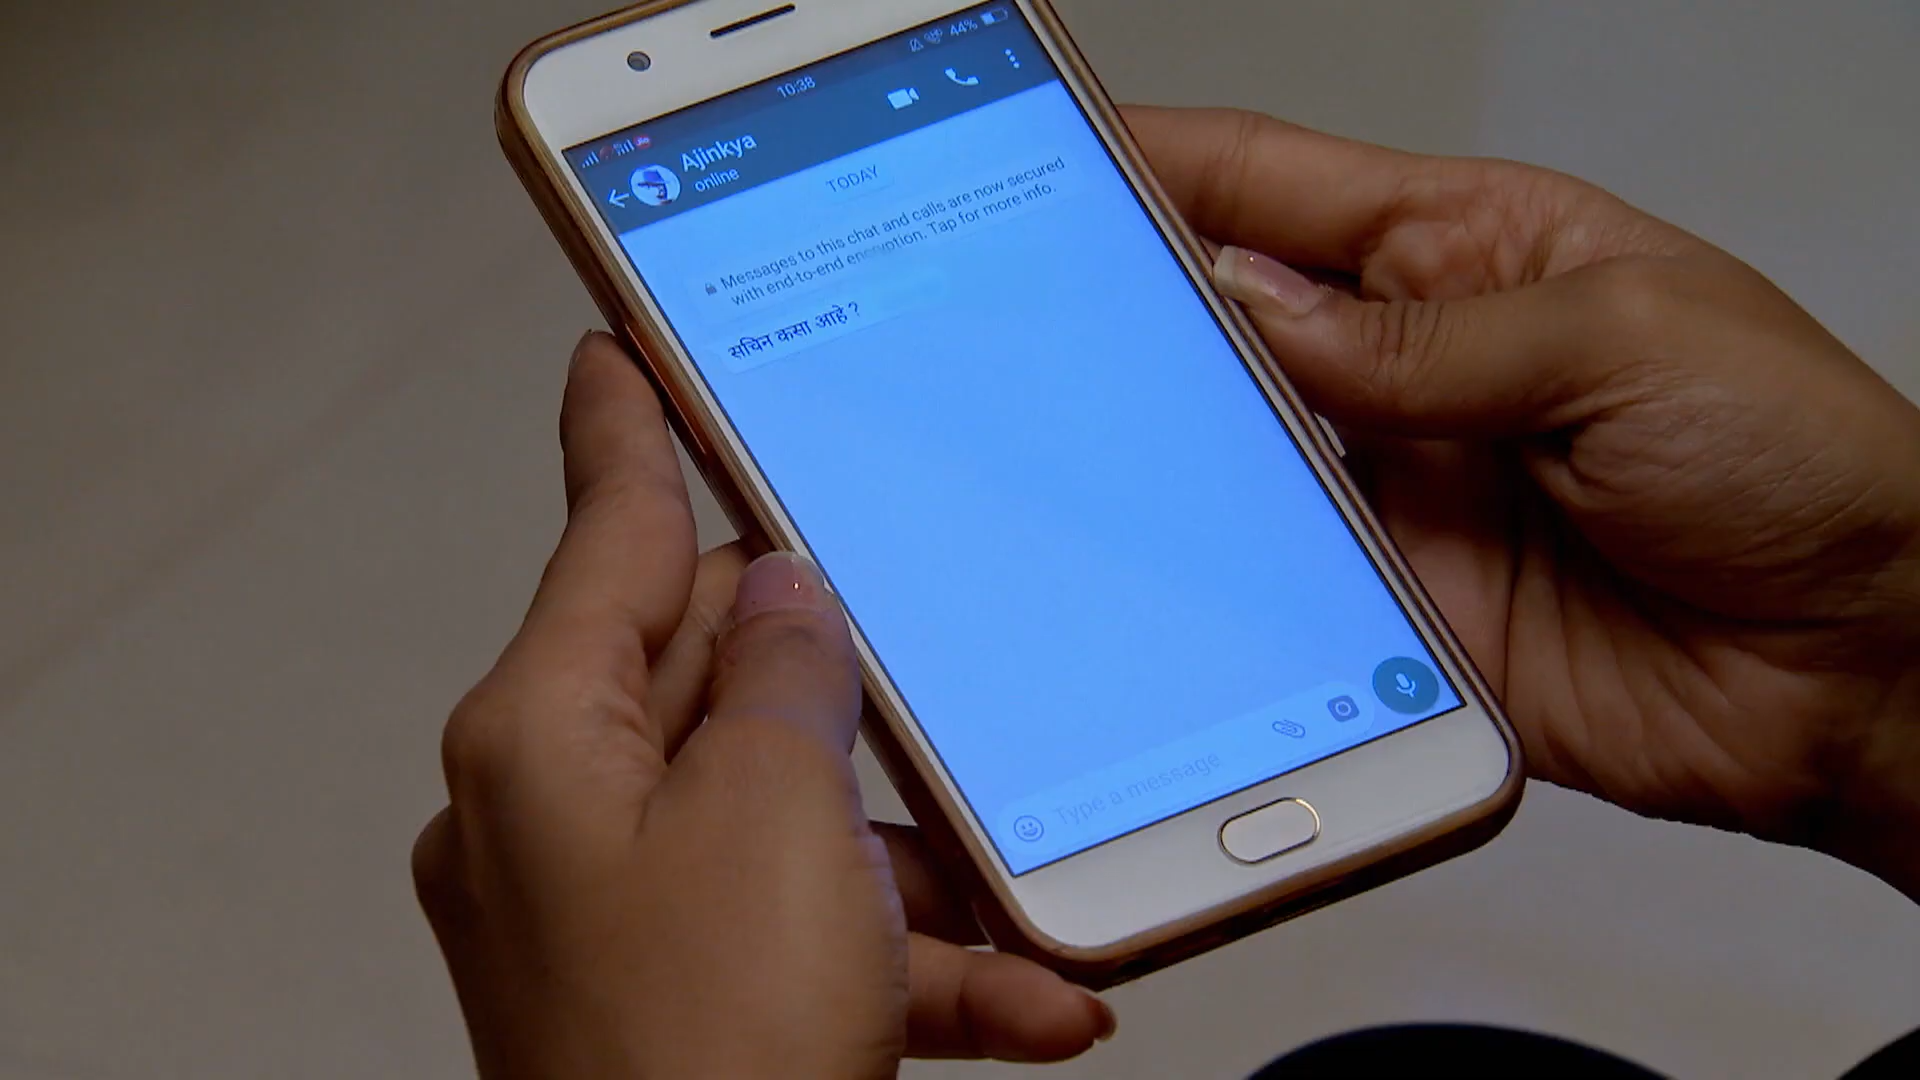 10:38
44%
Ajinkya
online
TODAY
Messages to this chat and calls are now secured
with end-to-end encryption. Tap for more info.
सचिन कसा आहे ?
Type a message